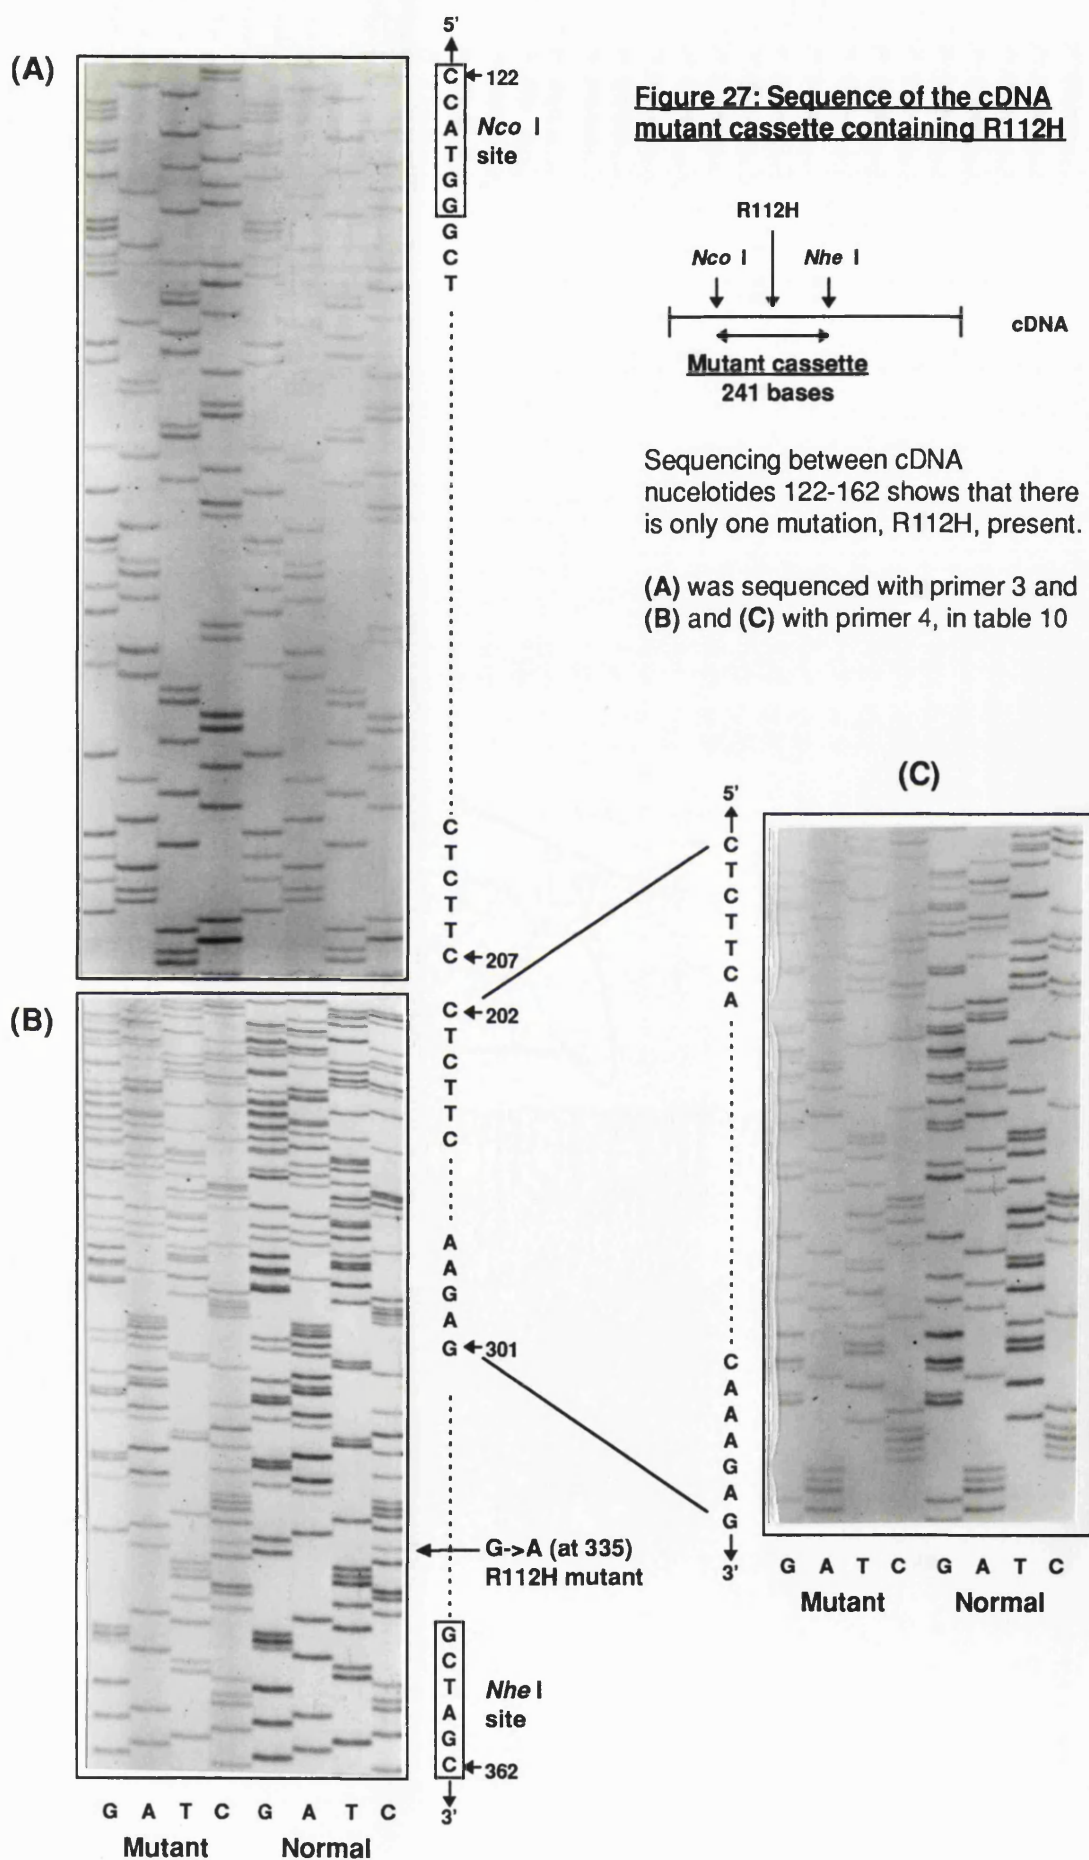 (A)
5'
C
122
C
A
T
G
G
Nco I
site
G
C
T
C
T
C
T
T
C
207
Figure 27: Sequence of the cDNA
mutant cassette containing R112H
R112H
Nco I
Nhe I
cDNA
Mutant cassette
241 bases
Sequencing between cDNA
nucelotides 122-162 shows that there
is only one mutation, R112H, present.
(A) was sequenced with primer 3 and
(B) and (C) with primer 4, in table 10
(B)
C
202
T
C
T
T
C
A
A
G
A
G
301
G->A (at 335)
R112H mutant
G
C
T
A
G
C
362
Nhe I
site
3'
G A T C G A T C
Mutant Normal
(C)
5'
C
T
C
T
T
C
A
C
A
A
A
G
A
G
3'
G A T C G A T C
Mutant Normal